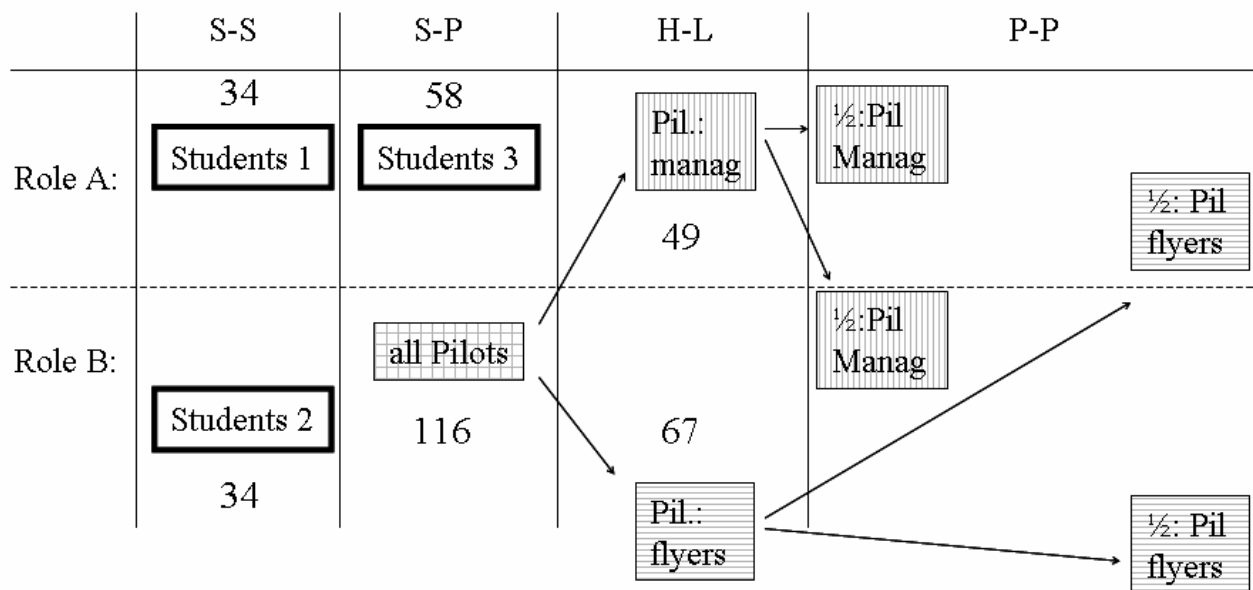 S-S S-P H-L P-P
34 58
Students 1 Students 3
Role A:
Pil.:
manag
49
½:Pil
Manag
½: Pil
flyers
Role B:
all Pilots
116
Students 2
34
67
Pil.:
flyers
½:Pil
Manag
½: Pil
flyers